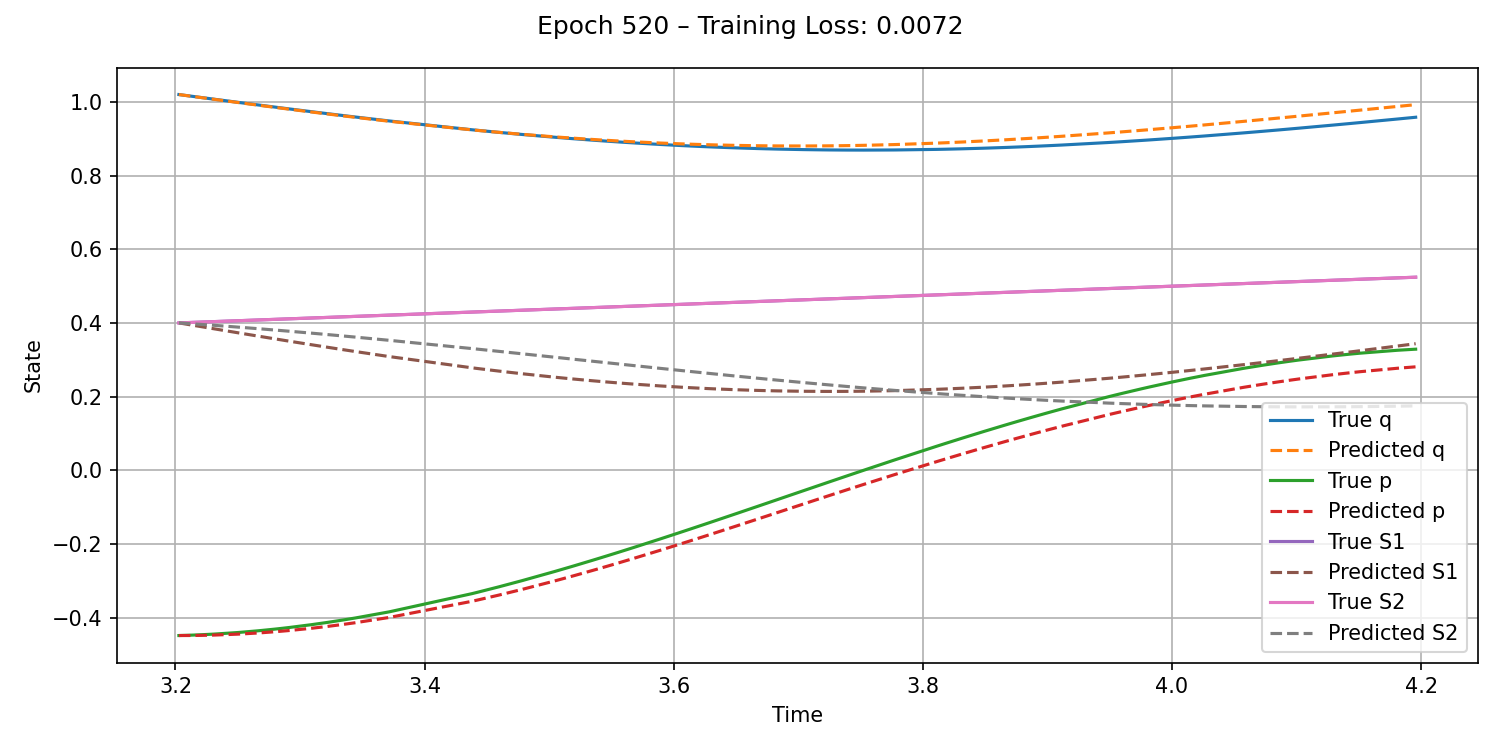 Epoch 520 – Training Loss: 0.0072
1.0
0.8
0.6
0.4
0.2
0.0
−0.2
−0.4
State
3.2
3.4
3.6
3.8
4.0
4.2
Time
True q
Predicted q
True p
Predicted p
True S1
Predicted S1
True S2
Predicted S2